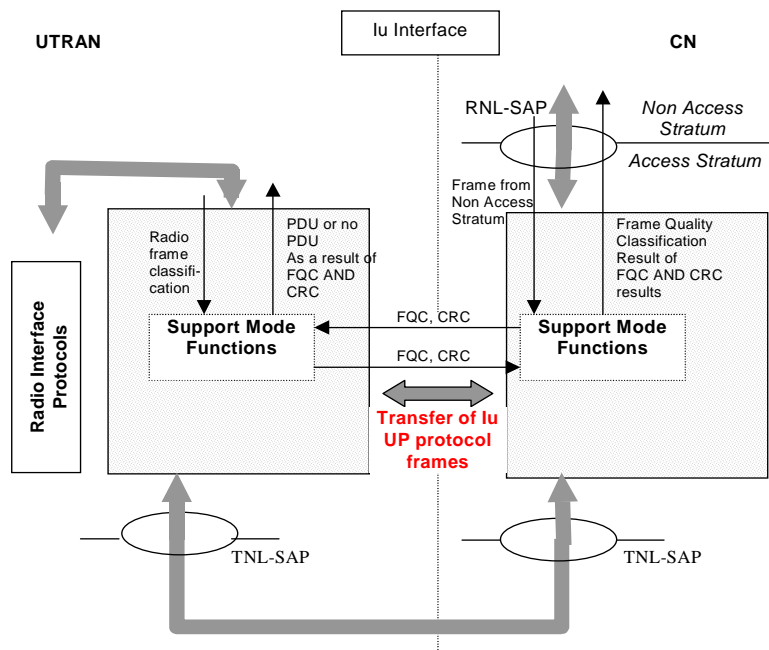 Iu Interface
UTRAN
CN
RNL-SAP
Non Access
Stratum
Access Stratum
Frame from
Non Access
Stratum
Radio
frame
classifi-
cation
PDU or no
PDU
As a result of
FQC AND
CRC
Frame Quality
Classification
Result of
FQC AND CRC
results
Radio Interface
Protocols
Support Mode
Functions
FQC, CRC
FQC, CRC
Support Mode
Functions
Transfer of Iu
UP protocol
frames
TNL-SAP
TNL-SAP